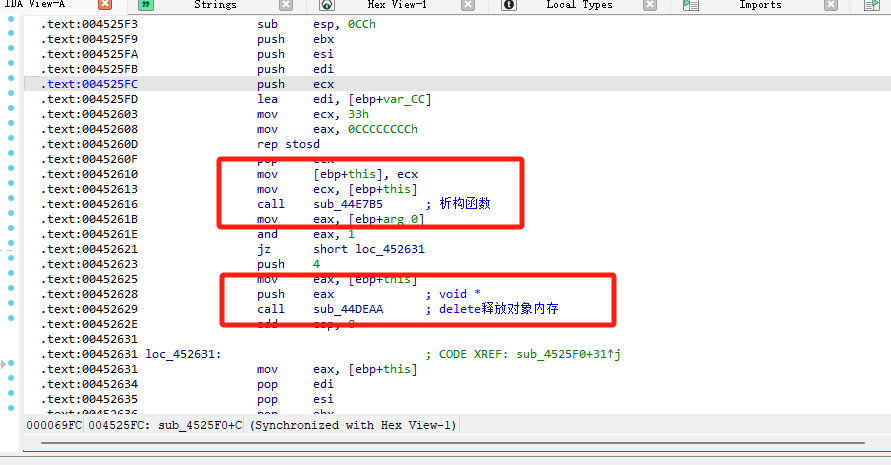 IDA View-A Strings Hex View-1 Local Types Imports
.text:004525F3 sub esp, 0CCh
.text:004525F9 push ebx
.text:004525FA push esi
.text:004525FB push edi
.text:004525FC push ecx
.text:004525FD lea edi, [ebp+var_CC]
.text:00452603 mov ecx, 33h
.text:00452608 mov eax, 0CCCCCCCCh
.text:0045260D rep stosd
.text:0045260F pop ecx
.text:00452610 mov [ebp+this], ecx
.text:00452613 mov ecx, [ebp+this]
.text:00452616 call sub_44E7B5 ; 析构函数
.text:0045261B mov eax, [ebp+arg_0]
.text:0045261E and eax, 1
.text:00452621 jz short loc_452631
.text:00452623 push 4
.text:00452625 mov eax, [ebp+this]
.text:00452628 push eax ; void *
.text:00452629 call sub_44DEAA ; delete释放对象内存
.text:0045262E add esp, 8
.text:00452631
.text:00452631 loc_452631: ; CODE XREF: sub_4525F0+31↑j
.text:00452631 mov eax, [ebp+this]
.text:00452634 pop edi
.text:00452635 pop esi
.text:00452636 pop ebx
000069FC 004525FC: sub_4525F0+C (Synchronized with Hex View-1)